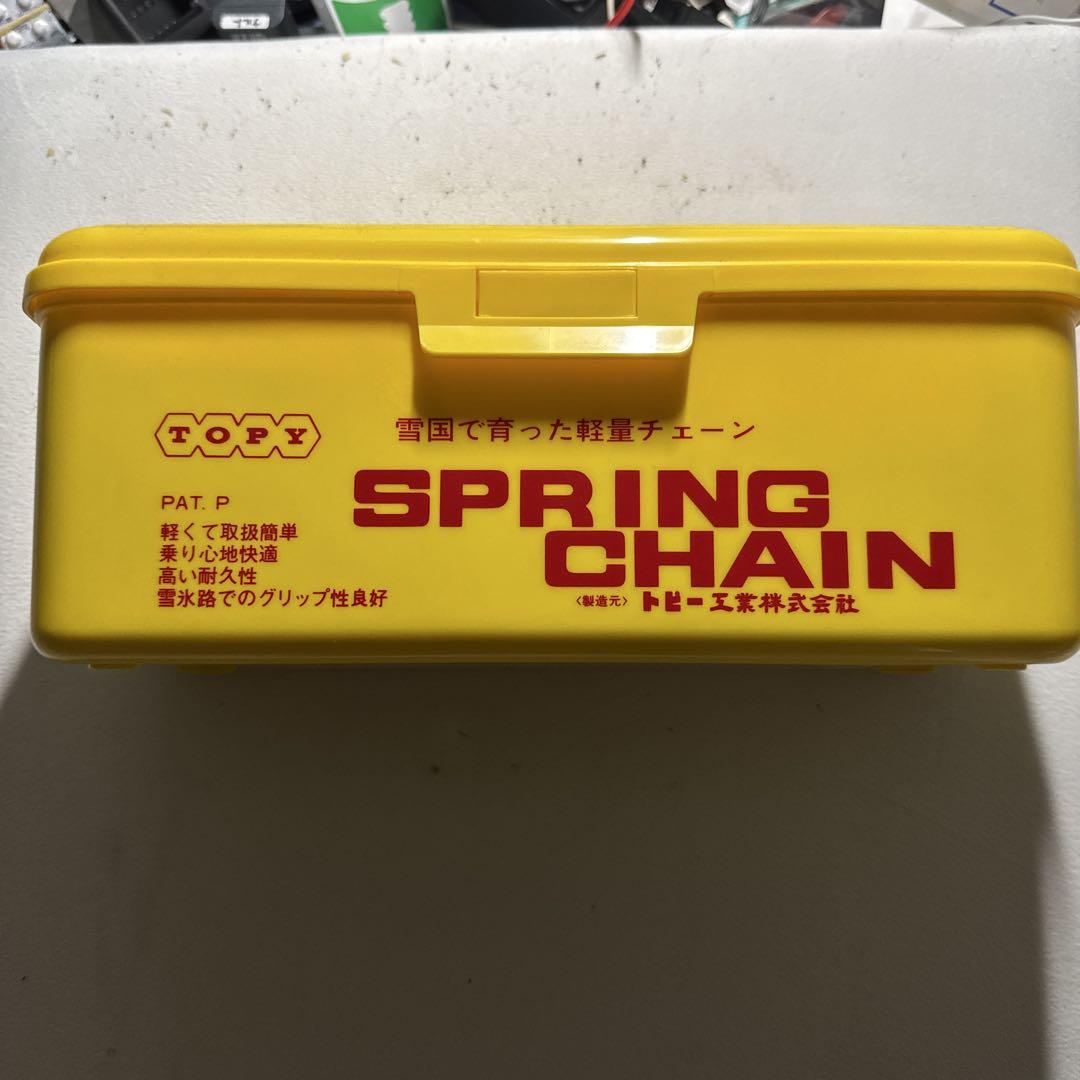 TOPY
雪国で育った軽量チェーン
SPRING
CHAIN
PAT. P
軽くて取扱簡単
乗り心地快適
高い耐久性
雪氷路でのグリップ性良好
〈製造元〉トピー工業株式会社